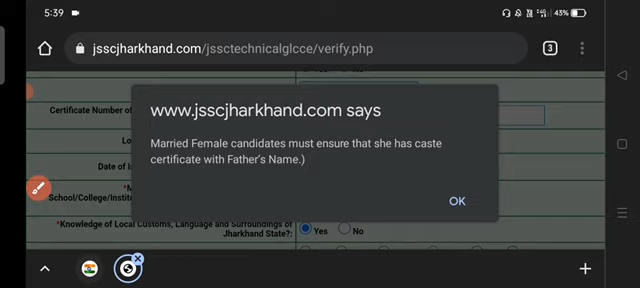 5:39
43%
jsscjharkhand.com/jssctechnicalglcce/verify.php
3
Certificate Number of
www.jsscjharkhand.com says
Married Female candidates must ensure that she has caste
certificate with Father's Name.)
Date of
School/College/Instit
OK
*Knowledge of Local Customs, Language and Surroundings of
Jharkhand State?:
Yes
No